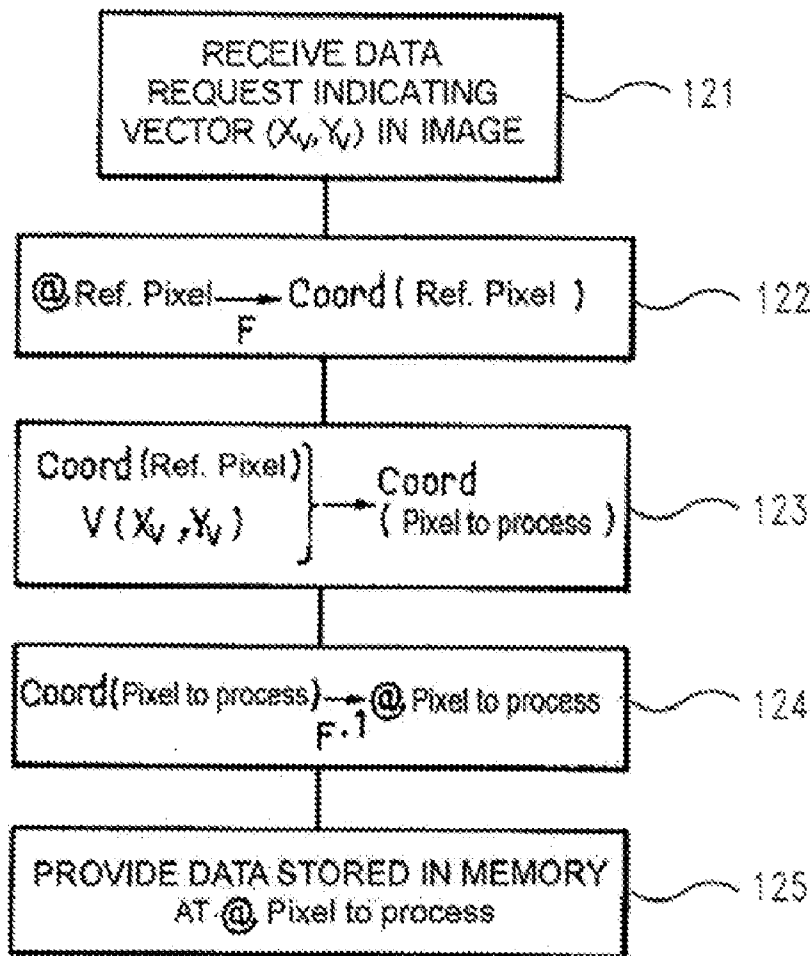 RECEIVE DATA
REQUEST INDICATING
VECTOR (XV,YV) IN IMAGE
121
@ Ref. Pixel → Coord ( Ref. Pixel )
F
122
Coord (Ref. Pixel)
V ( XV , YV )
→ Coord
( Pixel to process )
123
Coord(Pixel to process) → @ Pixel to process
F-1
124
PROVIDE DATA STORED IN MEMORY
AT @ Pixel to process
125